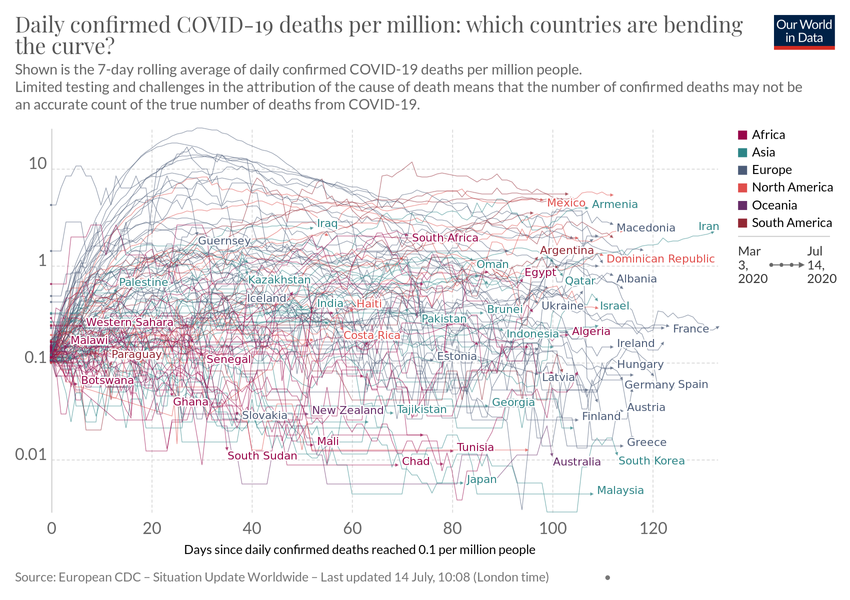 Daily confirmed COVID-19 deaths per million: which countries are bending
the curve?
Our World
in Data
Shown is the 7-day rolling average of daily confirmed COVID-19 deaths per million people.
Limited testing and challenges in the attribution of the cause of death means that the number of confirmed deaths may not be
an accurate count of the true number of deaths from COVID-19.
Africa
Asia
Europe
North America
Oceania
South America
Mar
3,
2020
Jul
14,
2020
10
1
0.1
0.01
Mexico
Armenia
Iraq
Macedonia
Iran
Guernsey
South Africa
Argentina
Dominican Republic
Oman
Egypt
Palestine
Kazakhstan
Qatar
Albania
Iceland
India
Haiti
Brunei
Ukraine
Israel
Western Sahara
Pakistan
Malawi
Costa Rica
Indonesia
Algeria
France
Paraguay
Senegal
Estonia
Ireland
Botswana
Latvia
Hungary
Germany
Spain
Ghana
Slovakia
New Zealand
Tajikistan
Georgia
Finland
Austria
Mali
Tunisia
Greece
South Sudan
Chad
Australia
South Korea
Japan
Malaysia
0
20
40
60
80
100
120
Days since daily confirmed deaths reached 0.1 per million people
Source: European CDC – Situation Update Worldwide – Last updated 14 July, 10:08 (London time)